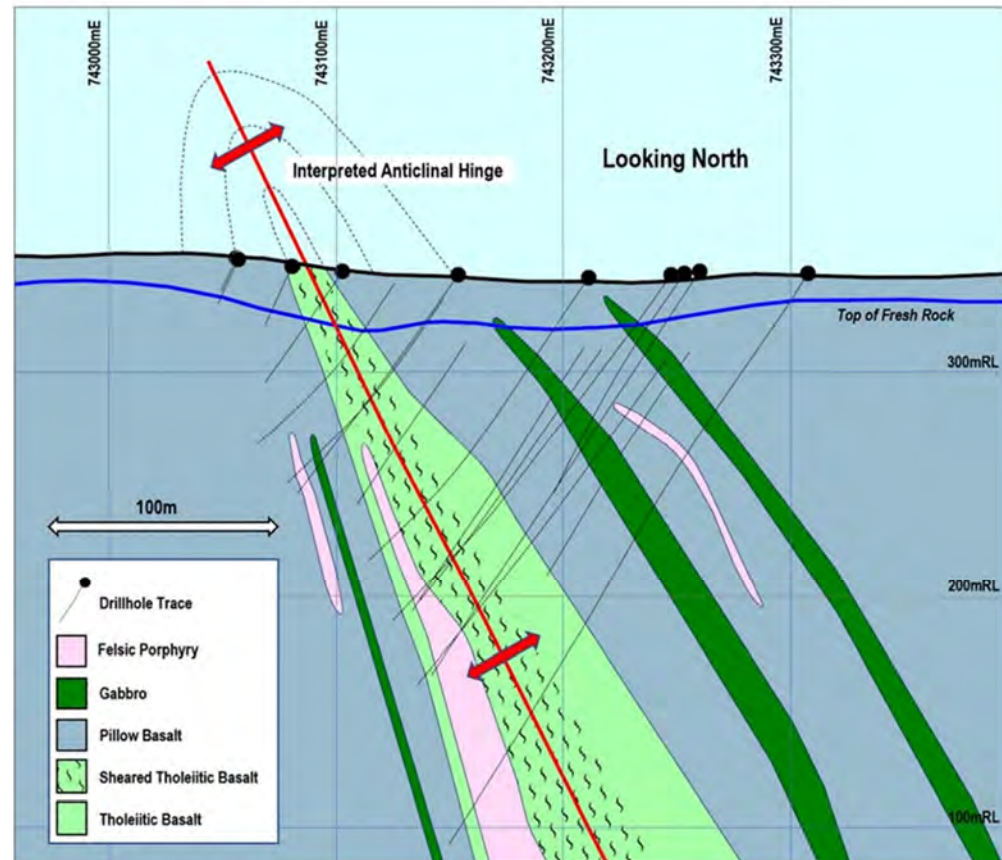 743000mE
743100mE
743200mE
743300mE
Looking North
Interpreted Anticlinal Hinge
Top of Fresh Rock
300mRL
100m
200mRL
Drillhole Trace
Felsic Porphyry
Gabbro
Pillow Basalt
Sheared Tholeiitic Basalt
Tholeiitic Basalt
100mRL